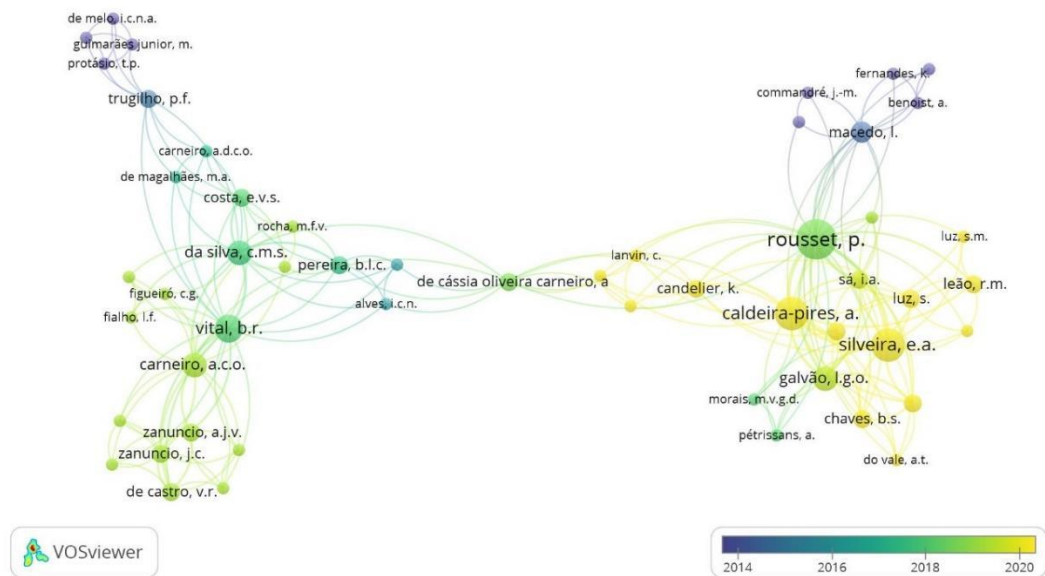 de melo, i.c.n.a.
guimarães junior, m.
protásio, t.p.
trugilho, p.f.
carneiro, a.d.c.o.
de magalhães, m.a.
costa, e.v.s.
rocha, m.f.v.
da silva, c.m.s.
pereira, b.l.c.
figueiró, c.g.
alves, i.c.n.
fialho, l.f.
vital, b.r.
carneiro, a.c.o.
zanuncio, a.j.v.
zanuncio, j.c.
de castro, v.r.
de cássia oliveira carneiro, a
fernandes, k.
commandré, j.-m.
benoist, a.
macedo, l.
rousset, p.
luz, s.m.
lanvin, c.
sá, i.a.
leão, r.m.
candelier, k.
luz, s.
caldeira-pires, a.
silveira, e.a.
galvão, l.g.o.
morais, m.v.g.d.
chaves, b.s.
pétrissans, a.
do vale, a.t.
VOSviewer
2014 2016 2018 2020